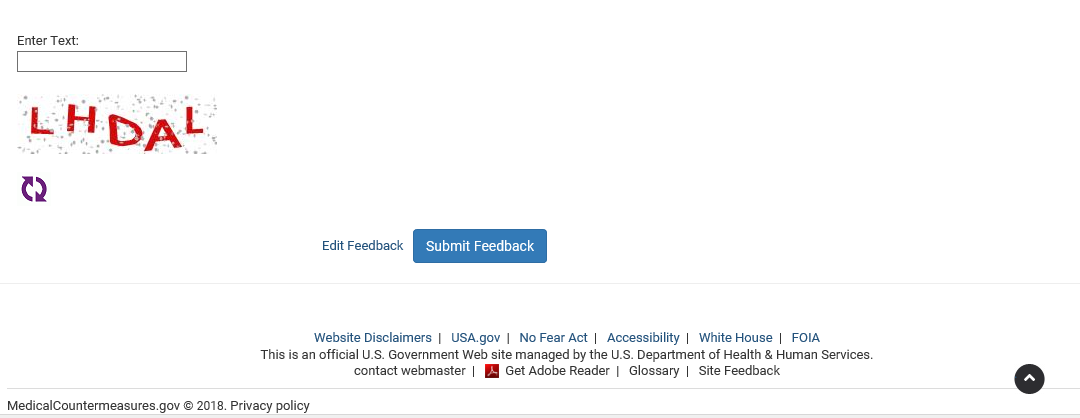 Enter Text:
LHDAL
Edit Feedback Submit Feedback
Website Disclaimers | USA.gov | No Fear Act | Accessibility | White House | FOIA
This is an official U.S. Government Web site managed by the U.S. Department of Health & Human Services.
contact webmaster | Get Adobe Reader | Glossary | Site Feedback
MedicalCountermeasures.gov © 2018. Privacy policy